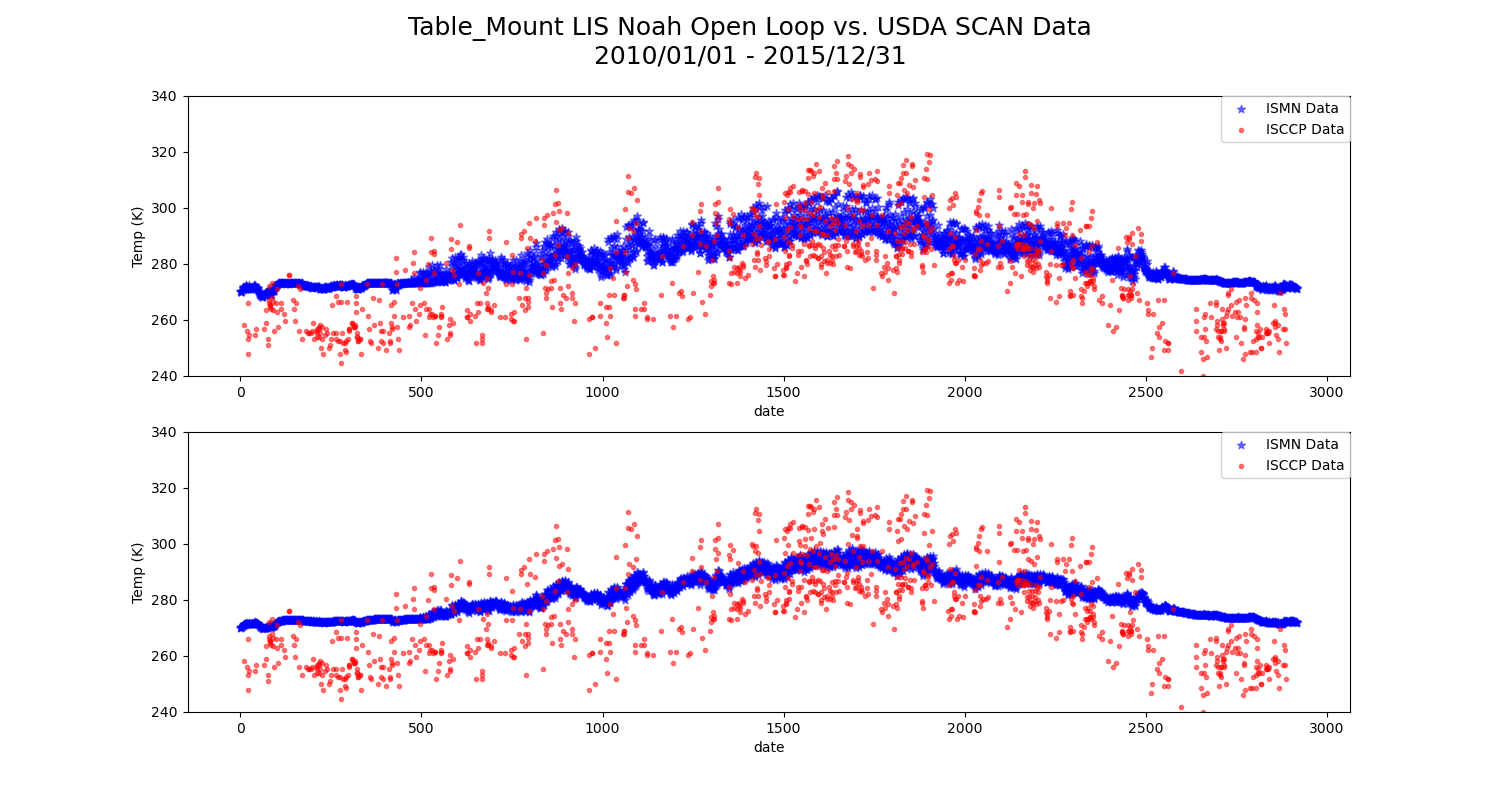 Table_Mount LIS Noah Open Loop vs. USDA SCAN Data
2010/01/01 - 2015/12/31
340
320
300
280
260
240
Temp (K)
ISMN Data
ISCCP Data
0 500 1000 1500 2000 2500 3000
date
340
320
300
280
260
240
Temp (K)
ISMN Data
ISCCP Data
0 500 1000 1500 2000 2500 3000
date